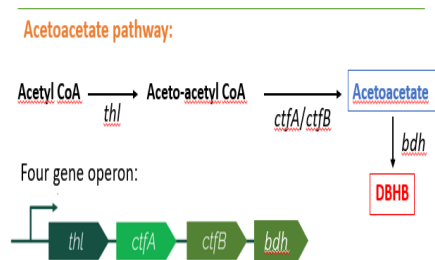 Acetoacetate pathway:
Acetyl CoA Aceto-acetyl CoA Acetoacetate
thl ctfA/ctfB
bdh
Four gene operon:
DBHB
thl ctfA ctfB bdh